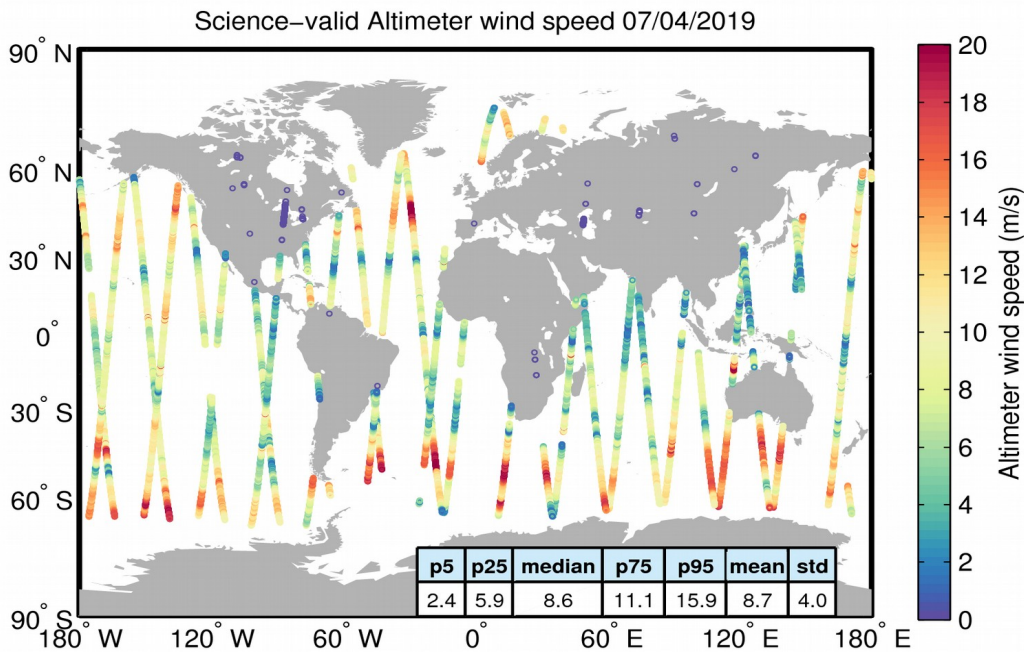 Science−valid Altimeter wind speed 07/04/2019
90° N
60° N
30° N
0°
30° S
60° S
90° S
180° W
120° W
60° W
0°
60° E
120° E
180° E
p5 p25 median p75 p95 mean std
2.4 5.9 8.6 11.1 15.9 8.7 4.0
20
18
16
14
12
10
8
6
4
2
0
Altimeter wind speed (m/s)